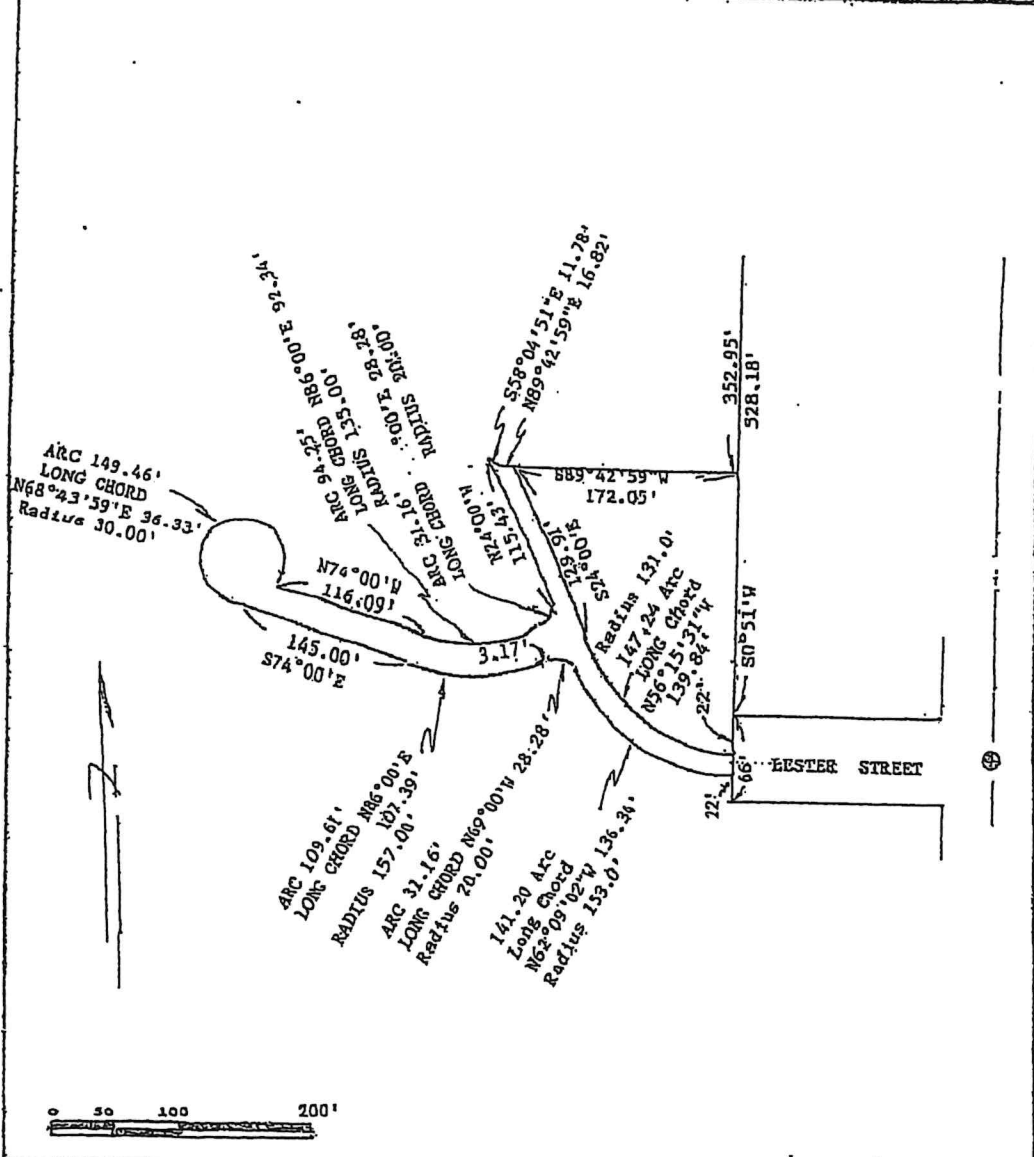 S58°04'51"E 11.78'
N89°42'59"E 16.82'
ARC 94.25'
LONG CHORD N86°00'E 92.34'
RADIUS 135.00'
ARC 31.16'
LONG CHORD °00'E 28.28'
RADIUS 20.00'
352.95'
528.18'
ARC 149.46'
LONG CHORD
N68°43'59"E 36.33'
Radius 30.00'
S89°42'59"W
172.05'
N24°00'W
115.43'
129.91'
S24°00'E
N74°00'W
116.09'
145.00'
S74°00'E
3.17'
Radius 131.0'
147.24 Arc
LONG Chord
N56°15'31"W
139.84'
S0°51'W
22'
66'
22'
LESTER STREET
ARC 109.61'
LONG CHORD N86°00'E
107.39'
RADIUS 157.00'
ARC 31.16'
LONG CHORD N69°00'W 28.28'
Radius 20.00'
141.20 Arc
Long Chord
N62°09'02"W 136.34'
Radius 153.0'
0 50 100 200'